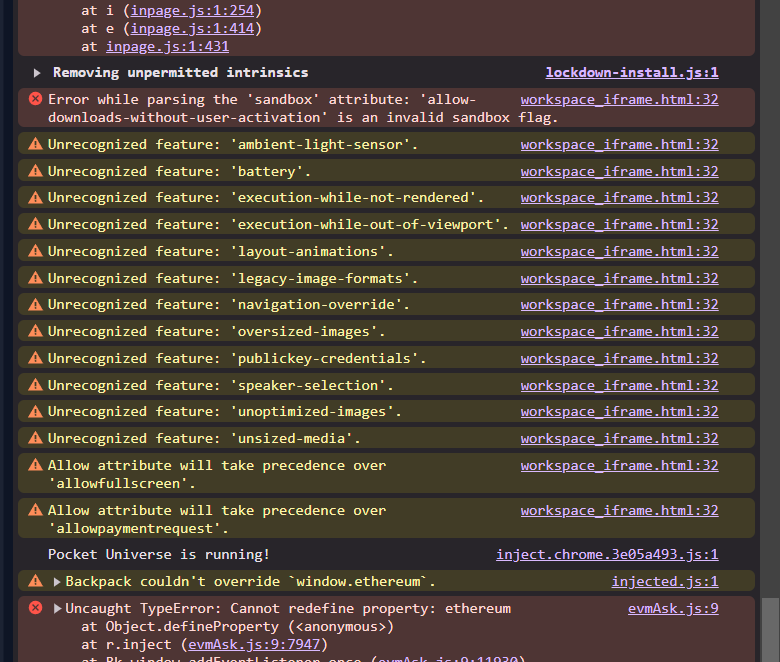 at i (inpage.js:1:254)
at e (inpage.js:1:414)
at inpage.js:1:431
Removing unpermitted intrinsics lockdown-install.js:1
Error while parsing the 'sandbox' attribute: 'allow- workspace_iframe.html:32
downloads-without-user-activation' is an invalid sandbox flag.
Unrecognized feature: 'ambient-light-sensor'. workspace_iframe.html:32
Unrecognized feature: 'battery'. workspace_iframe.html:32
Unrecognized feature: 'execution-while-not-rendered'. workspace_iframe.html:32
Unrecognized feature: 'execution-while-out-of-viewport'. workspace_iframe.html:32
Unrecognized feature: 'layout-animations'. workspace_iframe.html:32
Unrecognized feature: 'legacy-image-formats'. workspace_iframe.html:32
Unrecognized feature: 'navigation-override'. workspace_iframe.html:32
Unrecognized feature: 'oversized-images'. workspace_iframe.html:32
Unrecognized feature: 'publickey-credentials'. workspace_iframe.html:32
Unrecognized feature: 'speaker-selection'. workspace_iframe.html:32
Unrecognized feature: 'unoptimized-images'. workspace_iframe.html:32
Unrecognized feature: 'unsized-media'. workspace_iframe.html:32
Allow attribute will take precedence over workspace_iframe.html:32
'allowfullscreen'.
Allow attribute will take precedence over workspace_iframe.html:32
'allowpaymentrequest'.
Pocket Universe is running! inject.chrome.3e05a493.js:1
Backpack couldn't override `window.ethereum`. injected.js:1
Uncaught TypeError: Cannot redefine property: ethereum evmAsk.js:9
at Object.defineProperty (<anonymous>)
at r.inject (evmAsk.js:9:7947)
at Bk.window.addEventListener.once (evmAsk.js:9:11930)